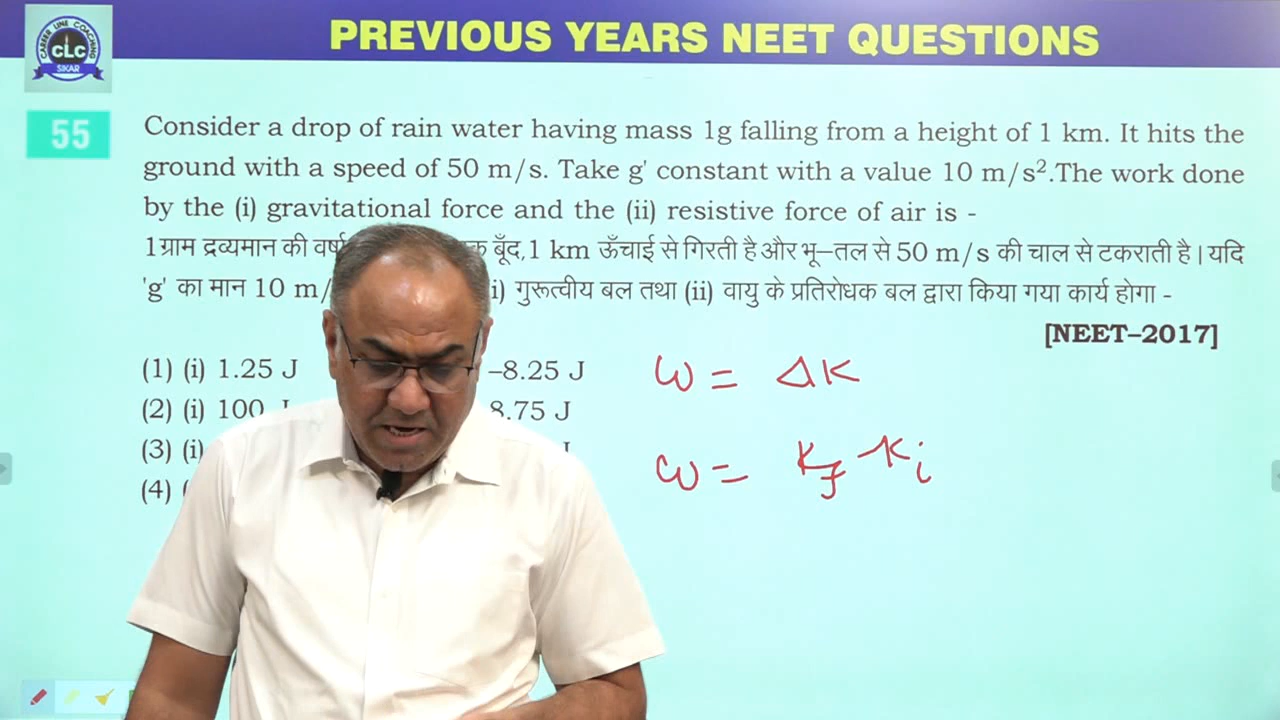 PREVIOUS YEARS NEET QUESTIONS
CAREER LINE COACHING
CLC
SIKAR
55
Consider a drop of rain water having mass 1g falling from a height of 1 km. It hits the
ground with a speed of 50 m/s. Take g' constant with a value 10 m/s².The work done
by the (i) gravitational force and the (ii) resistive force of air is -
1ग्राम द्रव्यमान की बूँद,1 km ऊँचाई से गिरती है और भू–तल से 50 m/s की चाल से टकराती है। यदि
'g' का मान 10 m/ i) गुरूत्वीय बल तथा (ii) वायु के प्रतिरोधक बल द्वारा किया गया कार्य होगा -
[NEET–2017]
(1) (i) 1.25 J –8.25 J
(2) (i) 100 8.75 J
(3) (i)
(4)
W = ΔK
W = Kf - Ki